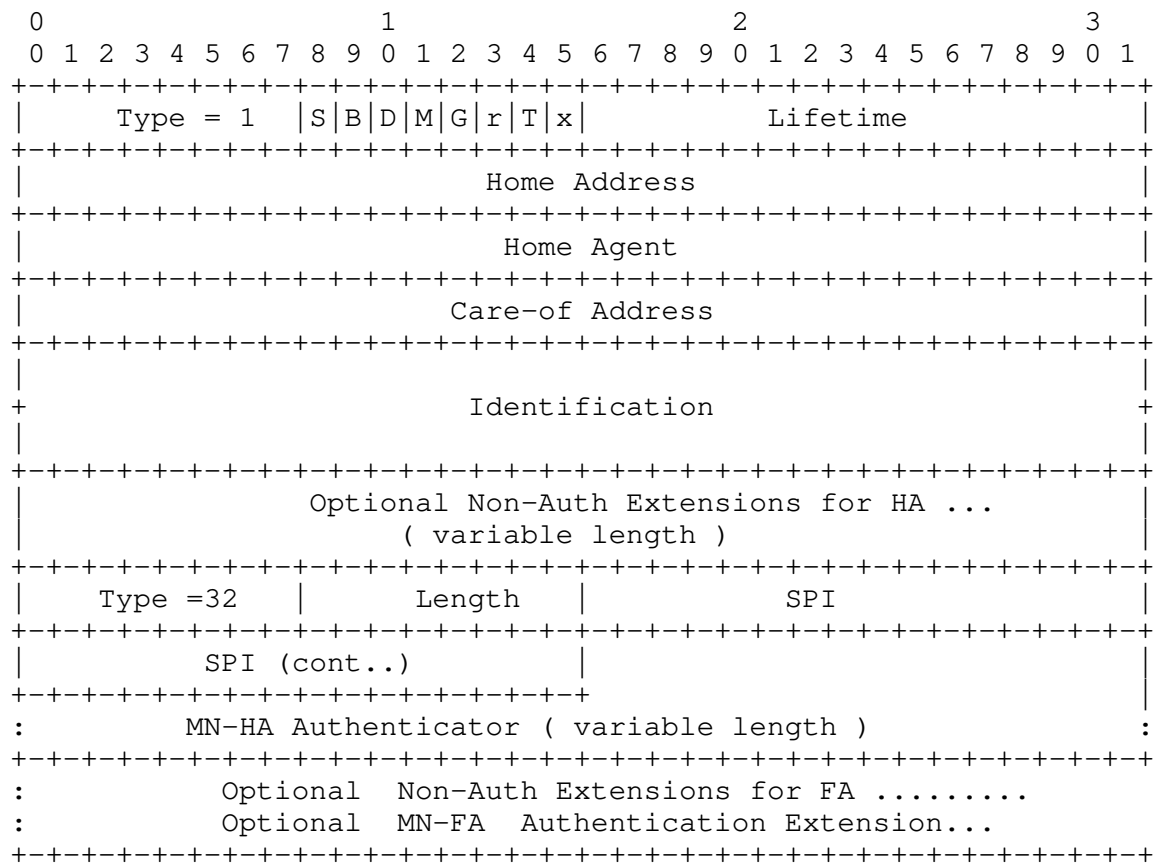 0                   1                   2                   3
 0 1 2 3 4 5 6 7 8 9 0 1 2 3 4 5 6 7 8 9 0 1 2 3 4 5 6 7 8 9 0 1
+-+-+-+-+-+-+-+-+-+-+-+-+-+-+-+-+-+-+-+-+-+-+-+-+-+-+-+-+-+-+-+-+
|     Type = 1  |S|B|D|M|G|r|T|x|          Lifetime             |
+-+-+-+-+-+-+-+-+-+-+-+-+-+-+-+-+-+-+-+-+-+-+-+-+-+-+-+-+-+-+-+-+
|                          Home Address                         |
+-+-+-+-+-+-+-+-+-+-+-+-+-+-+-+-+-+-+-+-+-+-+-+-+-+-+-+-+-+-+-+-+
|                           Home Agent                          |
+-+-+-+-+-+-+-+-+-+-+-+-+-+-+-+-+-+-+-+-+-+-+-+-+-+-+-+-+-+-+-+-+
|                        Care-of Address                        |
+-+-+-+-+-+-+-+-+-+-+-+-+-+-+-+-+-+-+-+-+-+-+-+-+-+-+-+-+-+-+-+-+
|                                                               |
+                         Identification                        +
|                                                               |
+-+-+-+-+-+-+-+-+-+-+-+-+-+-+-+-+-+-+-+-+-+-+-+-+-+-+-+-+-+-+-+-+
|                Optional Non-Auth Extensions for HA ...        |
|                     ( variable length )                       |
+-+-+-+-+-+-+-+-+-+-+-+-+-+-+-+-+-+-+-+-+-+-+-+-+-+-+-+-+-+-+-+-+
|    Type =32   |      Length   |            SPI                |
+-+-+-+-+-+-+-+-+-+-+-+-+-+-+-+-+-+-+-+-+-+-+-+-+-+-+-+-+-+-+-+-+
|          SPI (cont..)         |                               |
+-+-+-+-+-+-+-+-+-+-+-+-+-+-+-+-+                               |
:         MN-HA Authenticator ( variable length )               :
+-+-+-+-+-+-+-+-+-+-+-+-+-+-+-+-+-+-+-+-+-+-+-+-+-+-+-+-+-+-+-+-+
:           Optional  Non-Auth Extensions for FA .........
:           Optional  MN-FA  Authentication Extension...
+-+-+-+-+-+-+-+-+-+-+-+-+-+-+-+-+-+-+-+-+-+-+-+-+-+-+-+-+-+-+-+-+